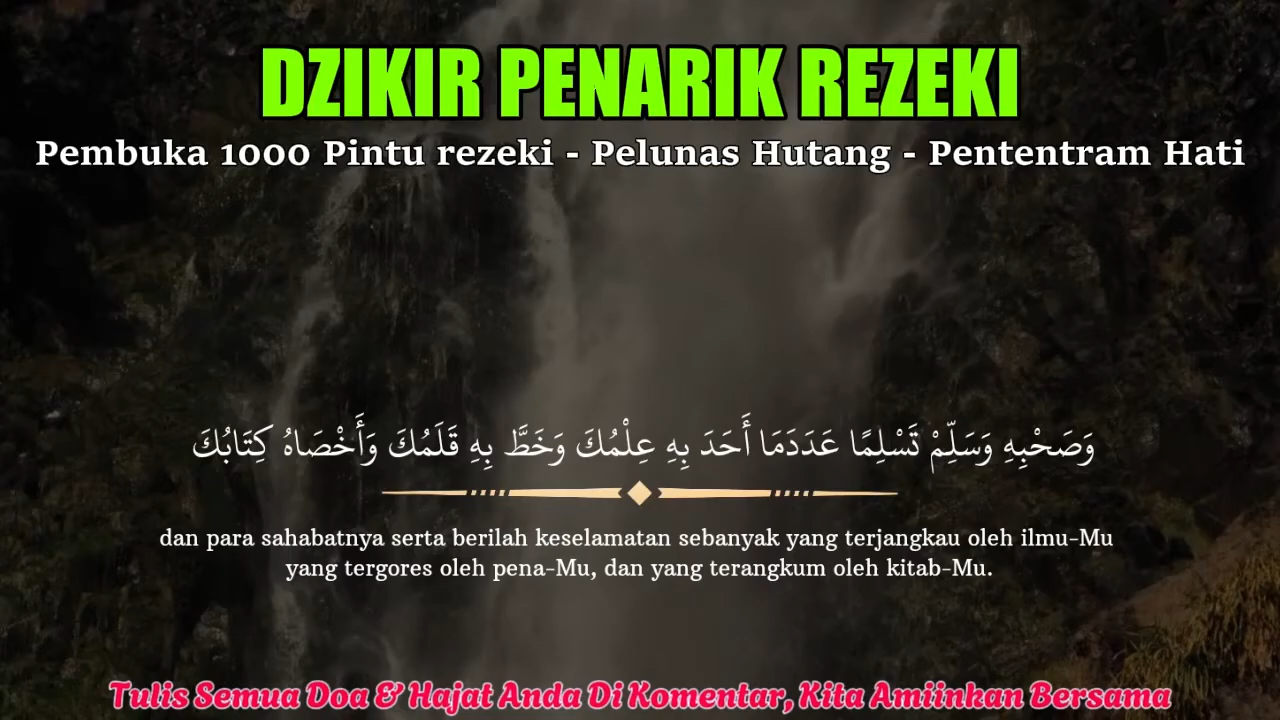 DZIKIR PENARIK REZEKI
Pembuka 1000 Pintu rezeki - Pelunas Hutang - Pententram Hati
وَصَحْبِهِ وَسَلِّمْ تَسْلِمًا عَدَدَمَا أَحَدَ بِهِ عِلْمُكَ وَخَطَّ بِهِ قَلَمُكَ وَأَخْصَاهُ كِتَابُكَ
dan para sahabatnya serta berilah keselamatan sebanyak yang terjangkau oleh ilmu-Mu
yang tergores oleh pena-Mu, dan yang terangkum oleh kitab-Mu.
Tulis Semua Doa & Hajat Anda Di Komentar, Kita Amiinkan Bersama